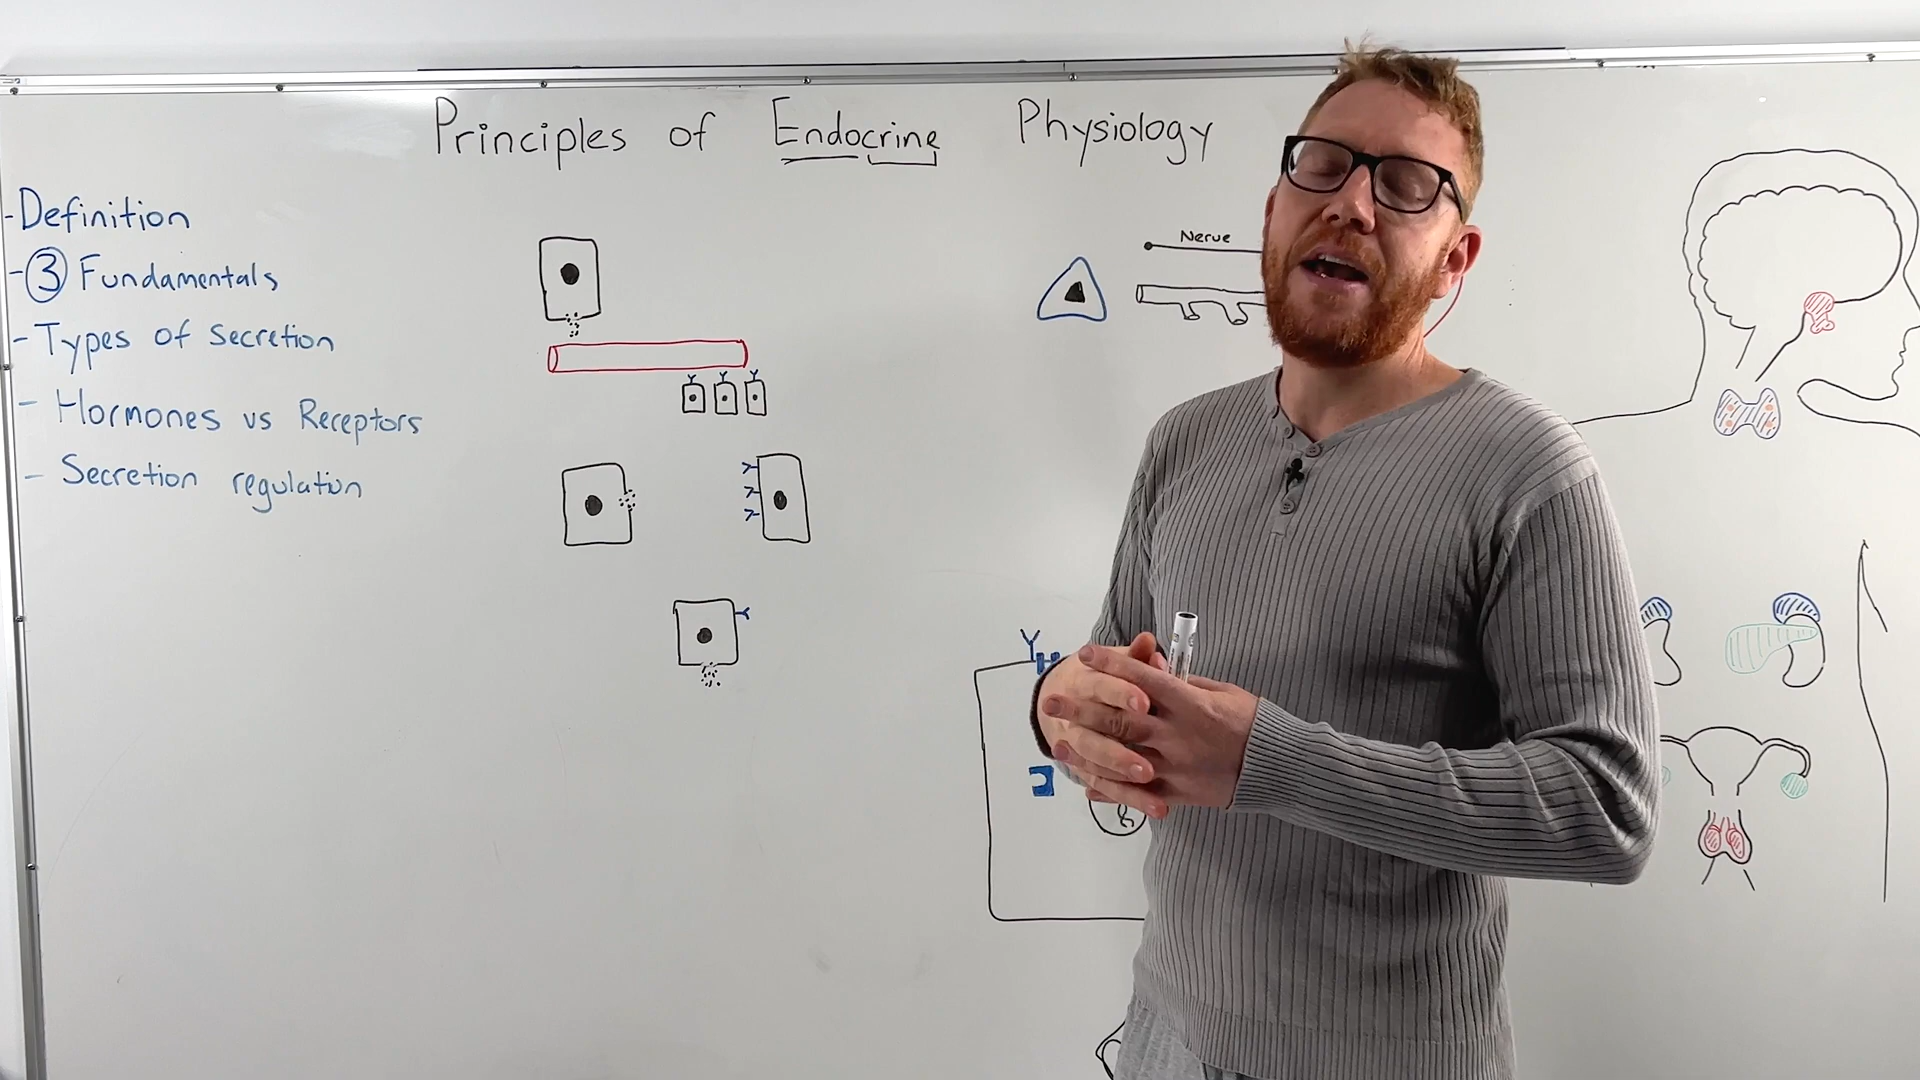 Principles of Endocrine Physiology
-Definition
-③ Fundamentals
-Types of secretion
- Hormones vs Receptors
- Secretion regulation
Nerve